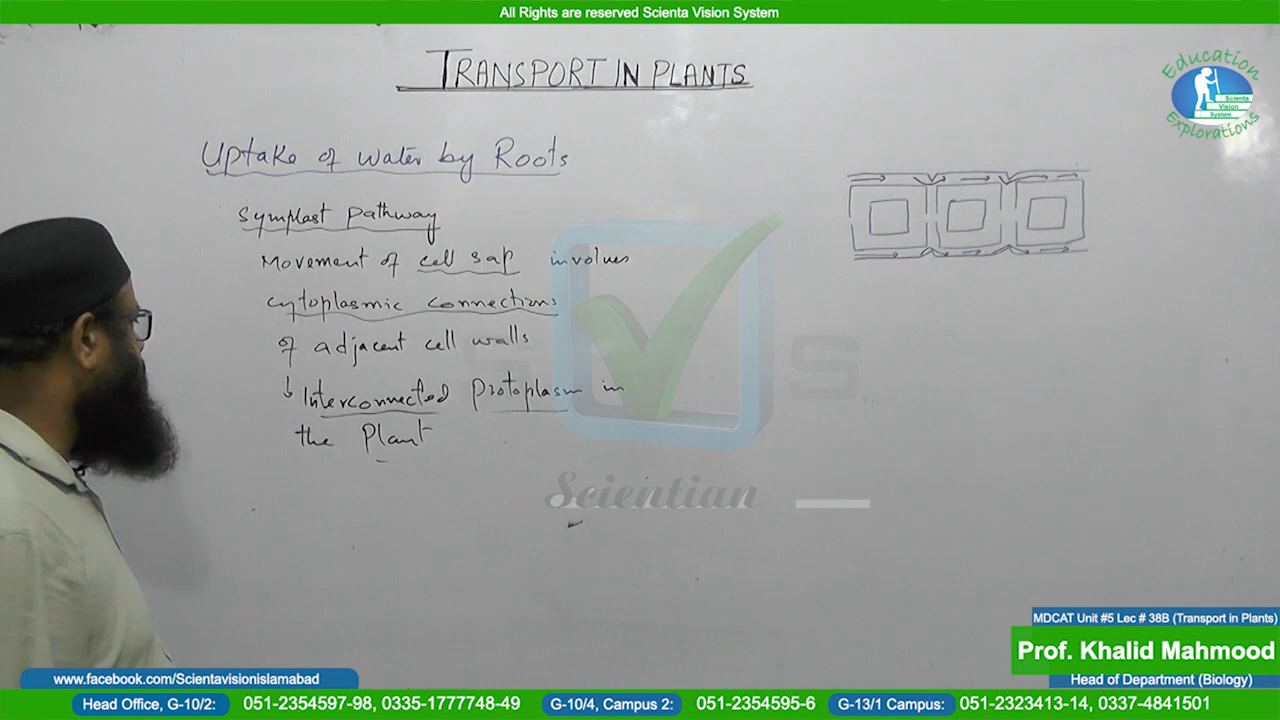 All Rights are reserved Scienta Vision System
TRANSPORT IN PLANTS
Education
Scienta
Vision
System
Explorations
Uptake of Water by Roots
Symplast Pathway
Movement of cell sap involves
cytoplasmic connections
of adjacent cell walls
↳ Interconnected Protoplasm in
the Plant
S V S
Scientian
MDCAT Unit #5 Lec # 38B (Transport in Plants)
Prof. Khalid Mahmood
Head of Department (Biology)
www.facebook.com/Scientavisionislamabad
Head Office, G-10/2: 051-2354597-98, 0335-1777748-49 G-10/4, Campus 2: 051-2354595-6 G-13/1 Campus: 051-2323413-14, 0337-4841501